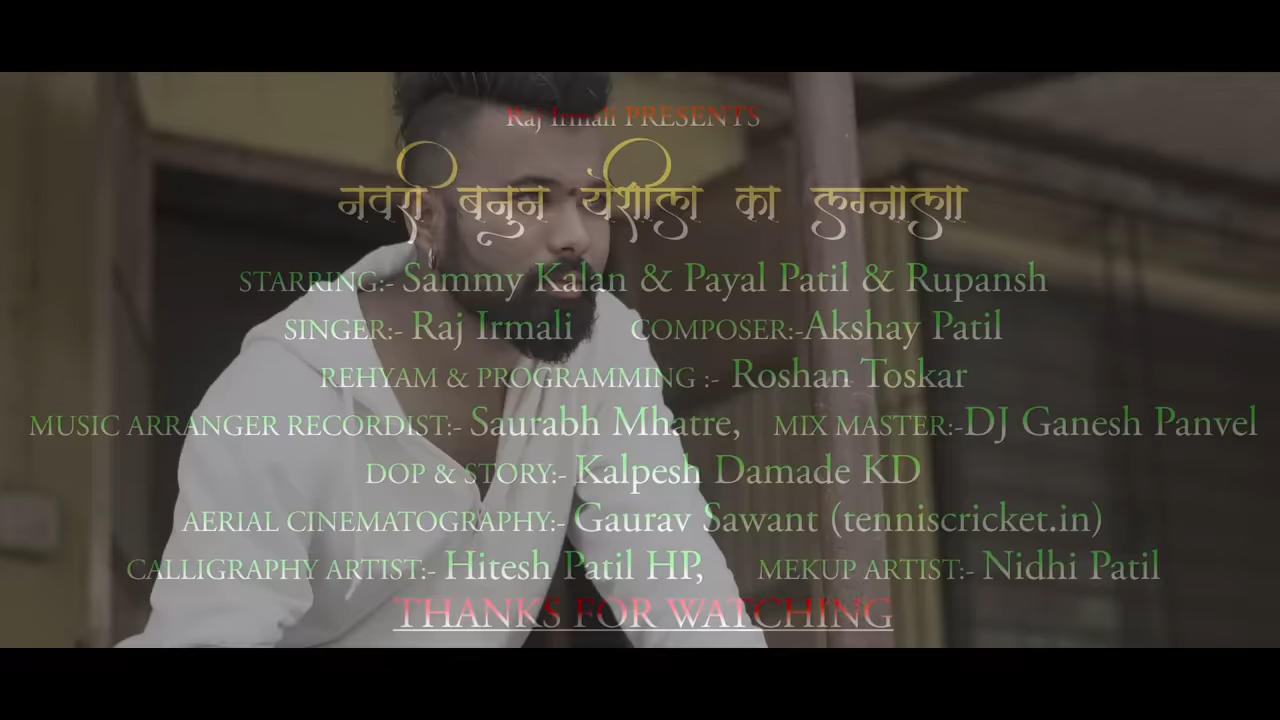 Raj Irmali PRESENTS
नवरी बनुन येशीला का लग्नाला
STARRING:- Sammy Kalan & Payal Patil & Rupansh
SINGER:- Raj Irmali COMPOSER:-Akshay Patil
REHYAM & PROGRAMMING :- Roshan Toskar
MUSIC ARRANGER RECORDIST:- Saurabh Mhatre, MIX MASTER:-DJ Ganesh Panvel
DOP & STORY:- Kalpesh Damade KD
AERIAL CINEMATOGRAPHY:- Gaurav Sawant (tenniscricket.in)
CALLIGRAPHY ARTIST:- Hitesh Patil HP, MEKUP ARTIST:- Nidhi Patil
THANKS FOR WATCHING